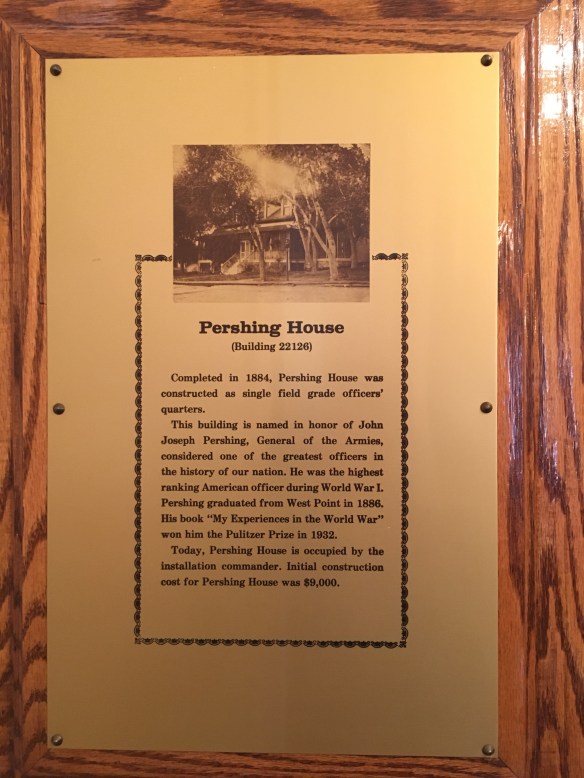 Pershing House
(Building 22126)
Completed in 1884, Pershing House was
constructed as single field grade officers'
quarters.
This building is named in honor of John
Joseph Pershing, General of the Armies,
considered one of the greatest officers in
the history of our nation. He was the highest
ranking American officer during World War I.
Pershing graduated from West Point in 1886.
His book "My Experiences in the World War"
won him the Pulitzer Prize in 1932.
Today, Pershing House is occupied by the
installation commander. Initial construction
cost for Pershing House was $9,000.